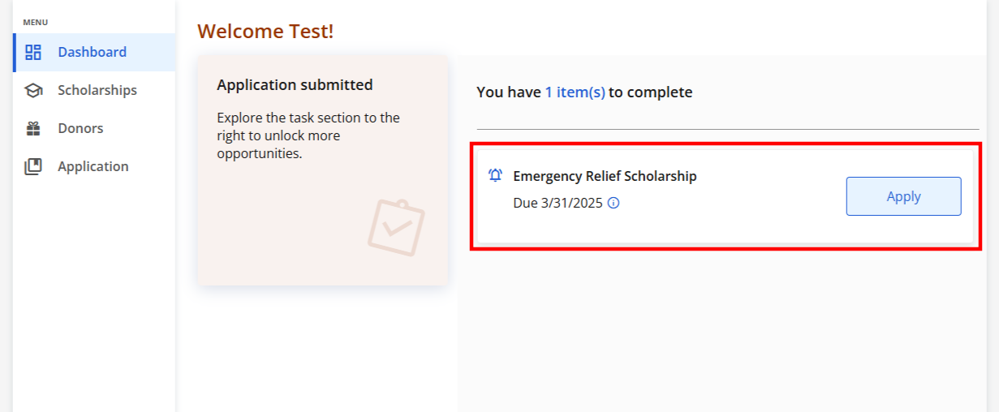 MENU
Dashboard
Scholarships
Donors
Application
Welcome Test!
Application submitted
Explore the task section to the
right to unlock more
opportunities.
You have 1 item(s) to complete
Emergency Relief Scholarship
Due 3/31/2025
Apply